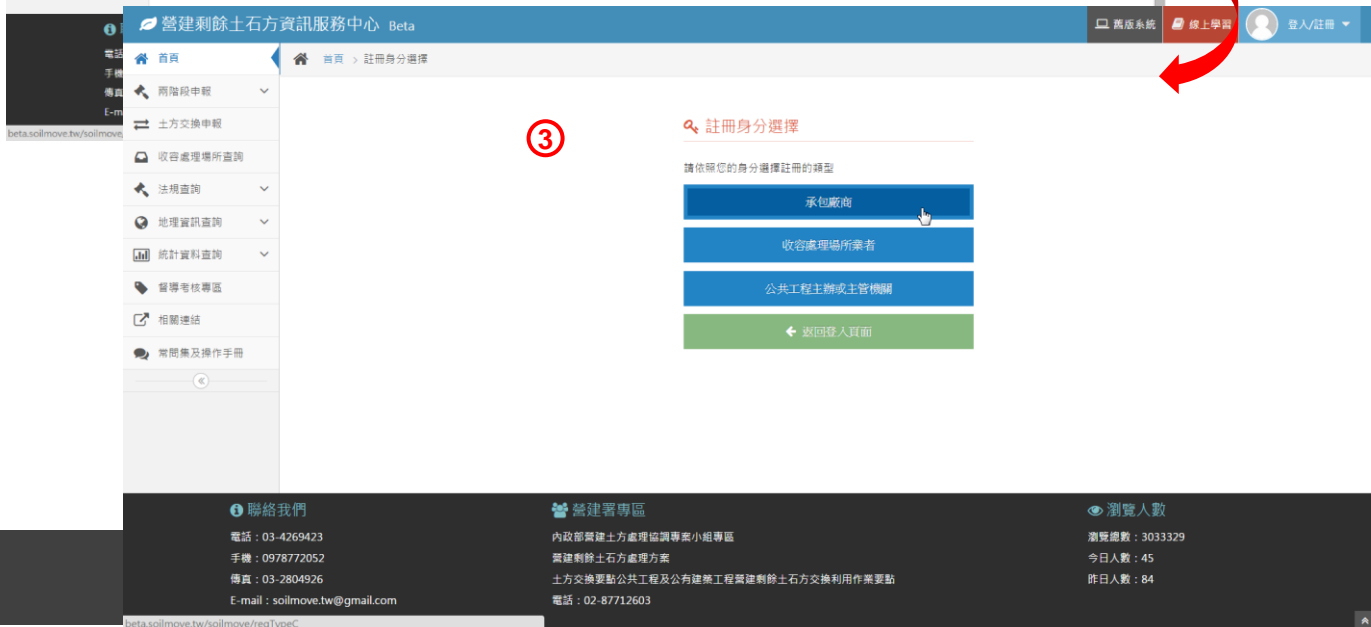 營建剩餘土石方資訊服務中心 Beta
舊版系統
線上學習
登入/註冊
首頁
兩階段申報
土方交換申報
收容處理場所查詢
法規查詢
地理資訊查詢
統計資料查詢
督導考核專區
相關連結
常問集及操作手冊
首頁 > 註冊身分選擇
③
註冊身分選擇
請依照您的身分選擇註冊的類型
承包廠商
收容處理場所業者
公共工程主辦或主管機關
返回登入頁面
電話
手機
傳真
E-m
beta.soilmove.tw/soilmove
聯絡我們
電話：03-4269423
手機：0978772052
傳真：03-2804926
E-mail：soilmove.tw@gmail.com
營建署專區
內政部營建土方處理協調專案小組專區
營建剩餘土石方處理方案
土方交換要點公共工程及公有建築工程營建剩餘土石方交換利用作業要點
電話：02-87712603
瀏覽人數
瀏覽總數：3033329
今日人數：45
昨日人數：84
beta.soilmove.tw/soilmove/regTypeC